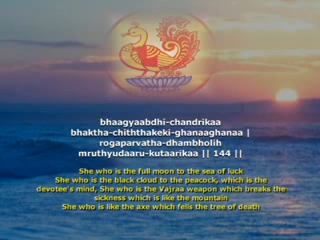 bhaagyaabdhi-chandrikaa
bhaktha-chiththakeki-ghanaaghanaa |
rogaparvatha-dhambholih
mruthyudaaru-kutaarikaa || 144 ||
She who is the full moon to the sea of luck
She who is the black cloud to the peacock, which is the
devotee's mind, She who is the Vajraa weapon which breaks the
sickness which is like the mountain
She who is like the axe which fells the tree of death